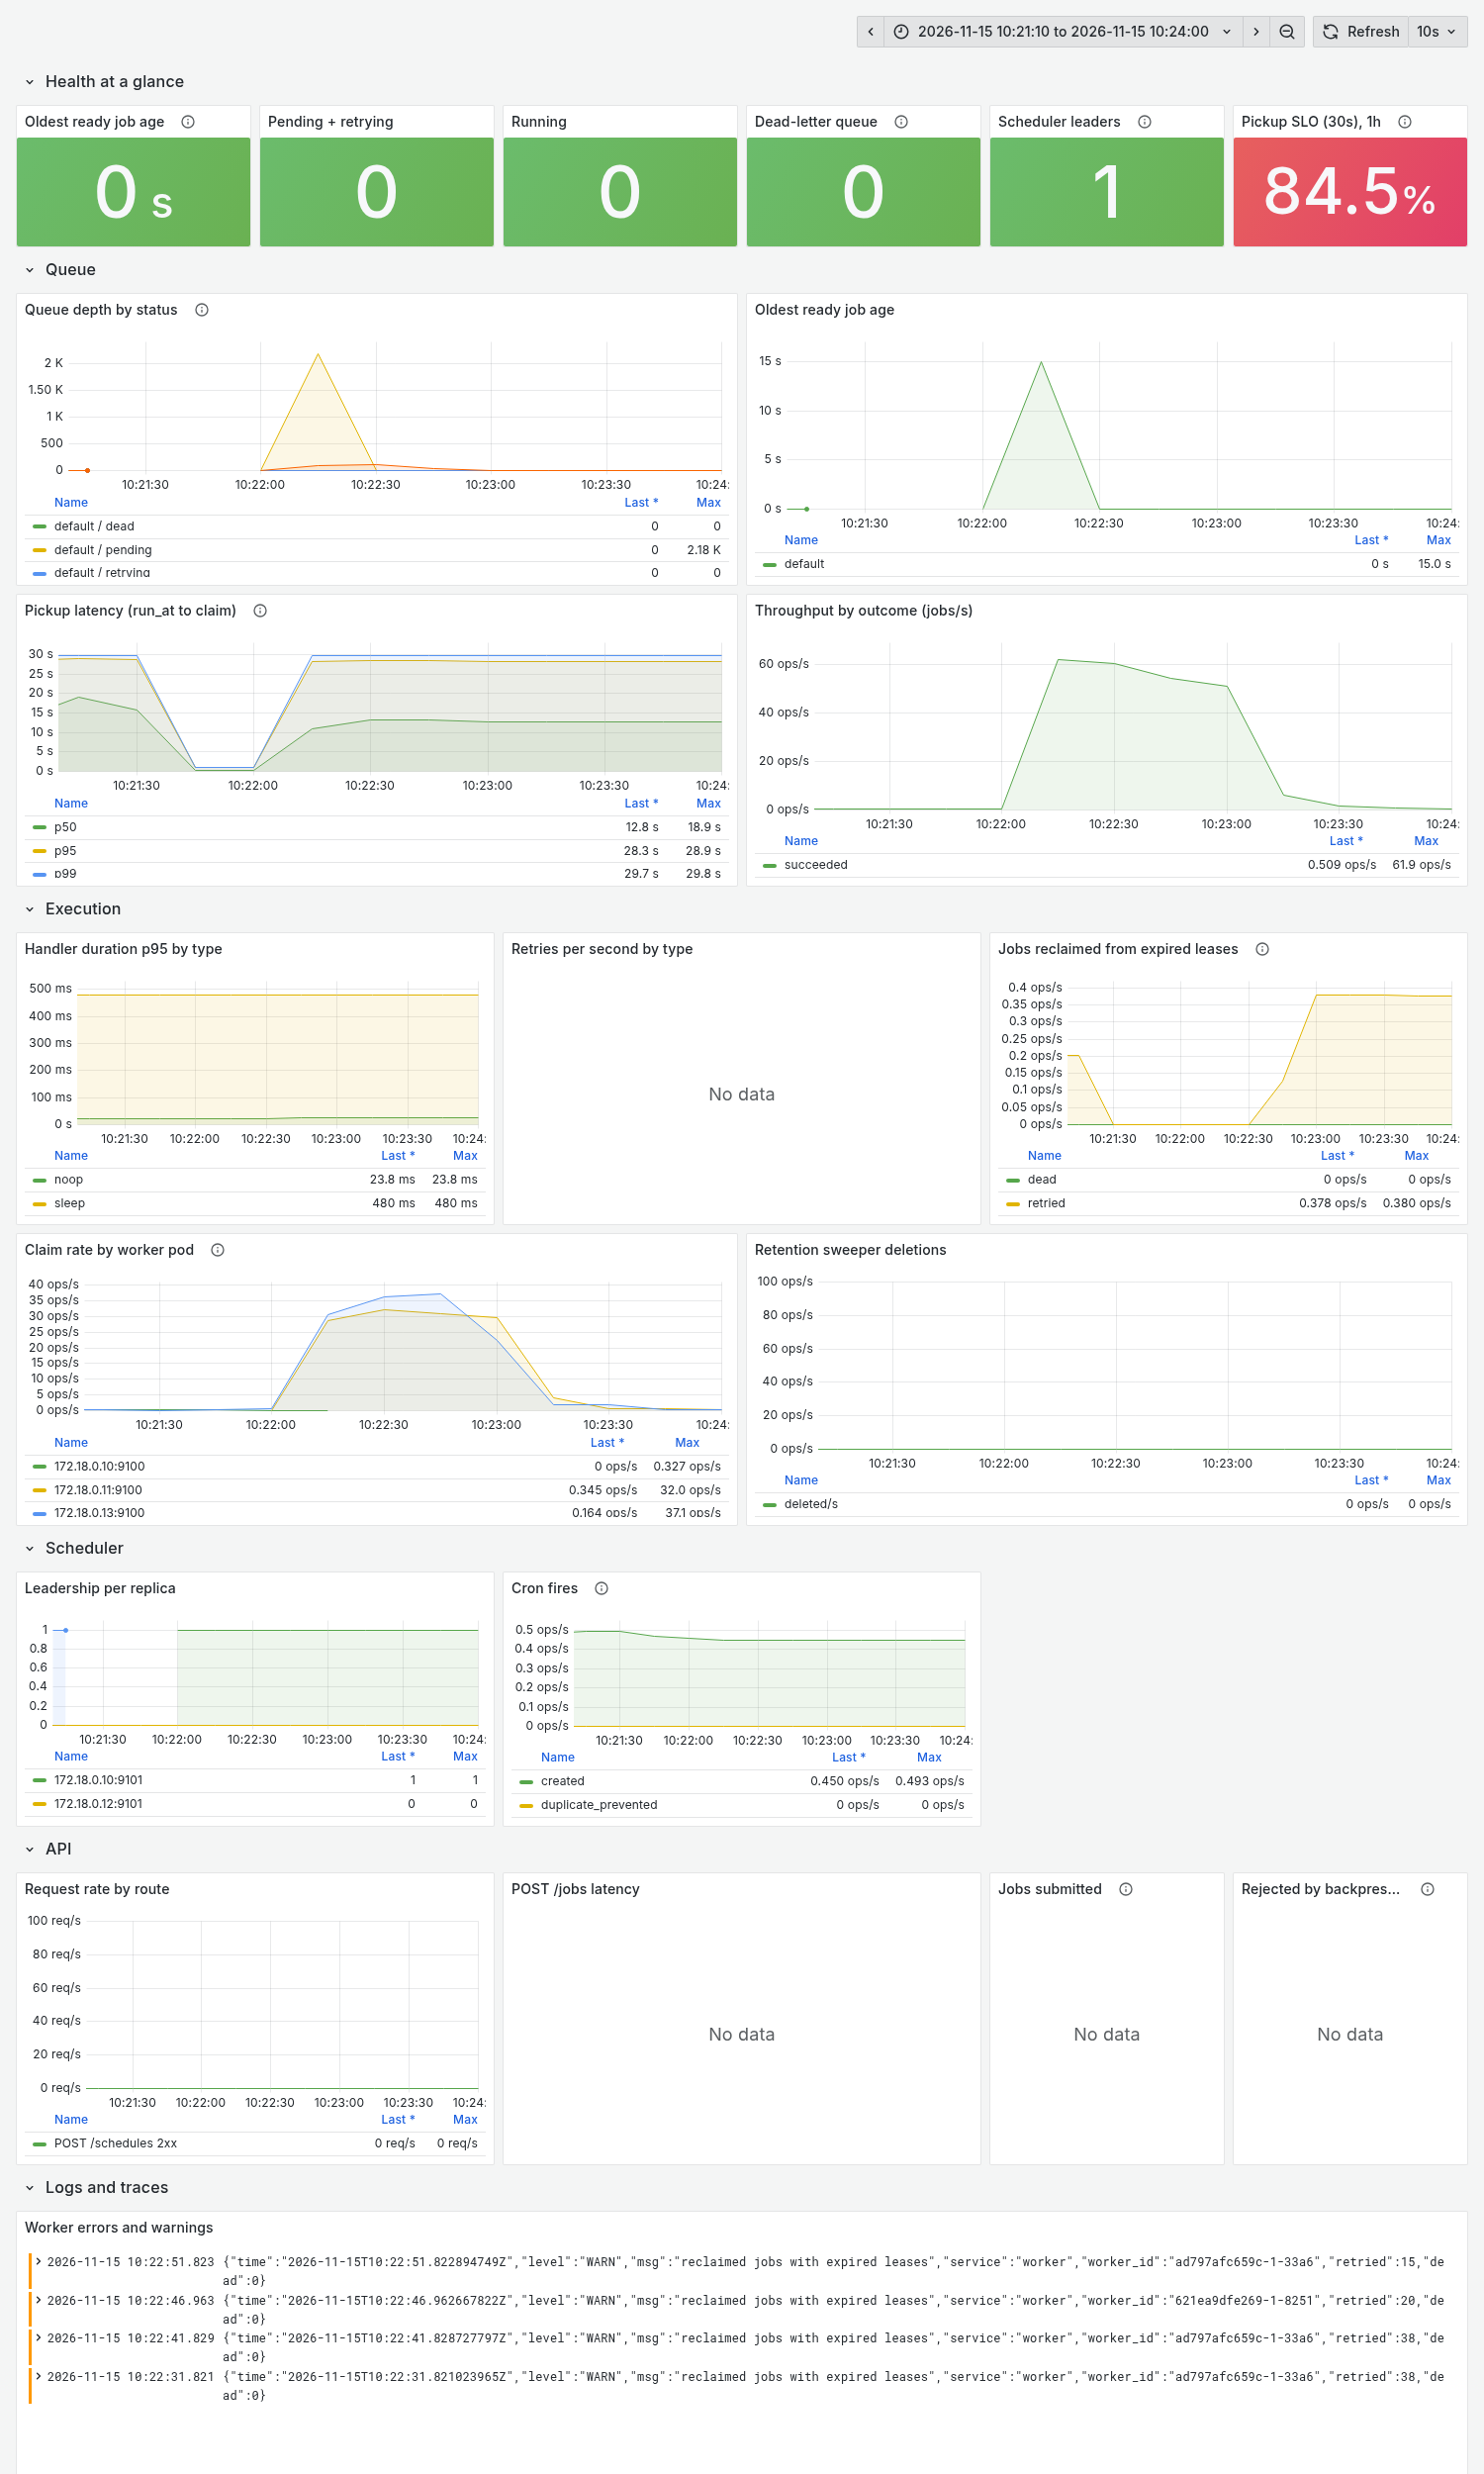 2026-11-15 10:21:10 to 2026-11-15 10:24:00
Refresh
10s
Health at a glance
Oldest ready job age
Pending + retrying
Running
Dead-letter queue
Scheduler leaders
Pickup SLO (30s), 1h
0 s
0
0
0
1
84.5%
Queue
Queue depth by status
2 K
1.50 K
1 K
500
0
10:21:30 10:22:00 10:22:30 10:23:00 10:23:30 10:24:
Name Last * Max
default / dead 0 0
default / pending 0 2.18 K
default / retrying 0 0
Oldest ready job age
15 s
10 s
5 s
0 s
10:21:30 10:22:00 10:22:30 10:23:00 10:23:30 10:24:
Name Last * Max
default 0 s 15.0 s
Pickup latency (run_at to claim)
30 s
25 s
20 s
15 s
10 s
5 s
0 s
10:21:30 10:22:00 10:22:30 10:23:00 10:23:30 10:24:
Name Last * Max
p50 12.8 s 18.9 s
p95 28.3 s 28.9 s
p99 29.7 s 29.8 s
Throughput by outcome (jobs/s)
60 ops/s
40 ops/s
20 ops/s
0 ops/s
10:21:30 10:22:00 10:22:30 10:23:00 10:23:30 10:24:
Name Last * Max
succeeded 0.509 ops/s 61.9 ops/s
Execution
Handler duration p95 by type
500 ms
400 ms
300 ms
200 ms
100 ms
0 s
10:21:30 10:22:00 10:22:30 10:23:00 10:23:30 10:24:
Name Last * Max
noop 23.8 ms 23.8 ms
sleep 480 ms 480 ms
Retries per second by type
No data
Jobs reclaimed from expired leases
0.4 ops/s
0.35 ops/s
0.3 ops/s
0.25 ops/s
0.2 ops/s
0.15 ops/s
0.1 ops/s
0.05 ops/s
0 ops/s
10:21:30 10:22:00 10:22:30 10:23:00 10:23:30 10:24:
Name Last * Max
dead 0 ops/s 0 ops/s
retried 0.378 ops/s 0.380 ops/s
Claim rate by worker pod
40 ops/s
35 ops/s
30 ops/s
25 ops/s
20 ops/s
15 ops/s
10 ops/s
5 ops/s
0 ops/s
10:21:30 10:22:00 10:22:30 10:23:00 10:23:30 10:24:
Name Last * Max
172.18.0.10:9100 0 ops/s 0.327 ops/s
172.18.0.11:9100 0.345 ops/s 32.0 ops/s
172.18.0.13:9100 0.164 ops/s 37.1 ops/s
Retention sweeper deletions
100 ops/s
80 ops/s
60 ops/s
40 ops/s
20 ops/s
0 ops/s
10:21:30 10:22:00 10:22:30 10:23:00 10:23:30 10:24:
Name Last * Max
deleted/s 0 ops/s 0 ops/s
Scheduler
Leadership per replica
1
0.8
0.6
0.4
0.2
0
10:21:30 10:22:00 10:22:30 10:23:00 10:23:30 10:24:
Name Last * Max
172.18.0.10:9101 1 1
172.18.0.12:9101 0 0
Cron fires
0.5 ops/s
0.4 ops/s
0.3 ops/s
0.2 ops/s
0.1 ops/s
0 ops/s
10:21:30 10:22:00 10:22:30 10:23:00 10:23:30 10:24:
Name Last * Max
created 0.450 ops/s 0.493 ops/s
duplicate_prevented 0 ops/s 0 ops/s
API
Request rate by route
100 req/s
80 req/s
60 req/s
40 req/s
20 req/s
0 req/s
10:21:30 10:22:00 10:22:30 10:23:00 10:23:30 10:24:
Name Last * Max
POST /schedules 2xx 0 req/s 0 req/s
POST /jobs latency
No data
Jobs submitted
No data
Rejected by backpres...
No data
Logs and traces
Worker errors and warnings
2026-11-15 10:22:51.823 {"time":"2026-11-15T10:22:51.822894749Z","level":"WARN","msg":"reclaimed jobs with expired leases","service":"worker","worker_id":"ad797afc659c-1-33a6","retried":15,"de
ad":0}
2026-11-15 10:22:46.963 {"time":"2026-11-15T10:22:46.962667822Z","level":"WARN","msg":"reclaimed jobs with expired leases","service":"worker","worker_id":"621ea9dfe269-1-8251","retried":20,"de
ad":0}
2026-11-15 10:22:41.829 {"time":"2026-11-15T10:22:41.828727797Z","level":"WARN","msg":"reclaimed jobs with expired leases","service":"worker","worker_id":"ad797afc659c-1-33a6","retried":38,"de
ad":0}
2026-11-15 10:22:31.821 {"time":"2026-11-15T10:22:31.821023965Z","level":"WARN","msg":"reclaimed jobs with expired leases","service":"worker","worker_id":"ad797afc659c-1-33a6","retried":38,"de
ad":0}